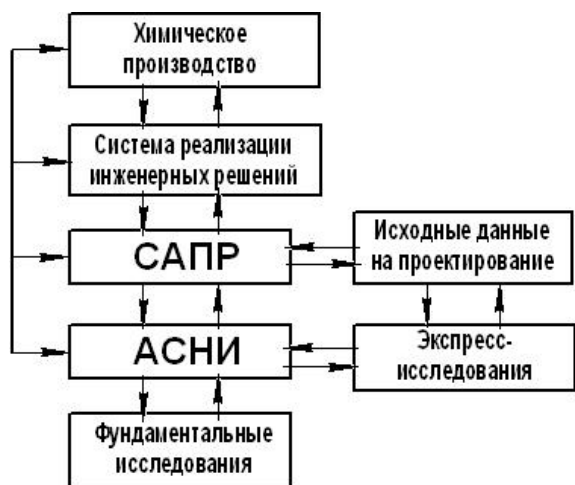 Химическое
производство
Система реализации
инженерных решений
САПР
Исходные данные
на проектирование
АСНИ
Экспресс-
исследования
Фундаментальные
исследования